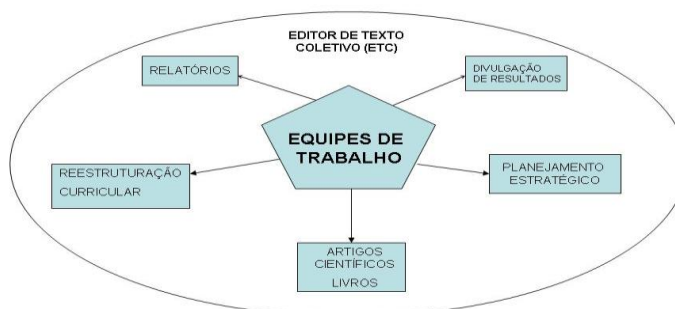 EDITOR DE TEXTO
COLETIVO (ETC)
RELATÓRIOS
DIVULGAÇÃO
DE RESULTADOS
EQUIPES DE
TRABALHO
REESTRUTURAÇÃO
CURRICULAR
PLANEJAMENTO
ESTRATÉGICO
ARTIGOS
CIENTÍFICOS
LIVROS